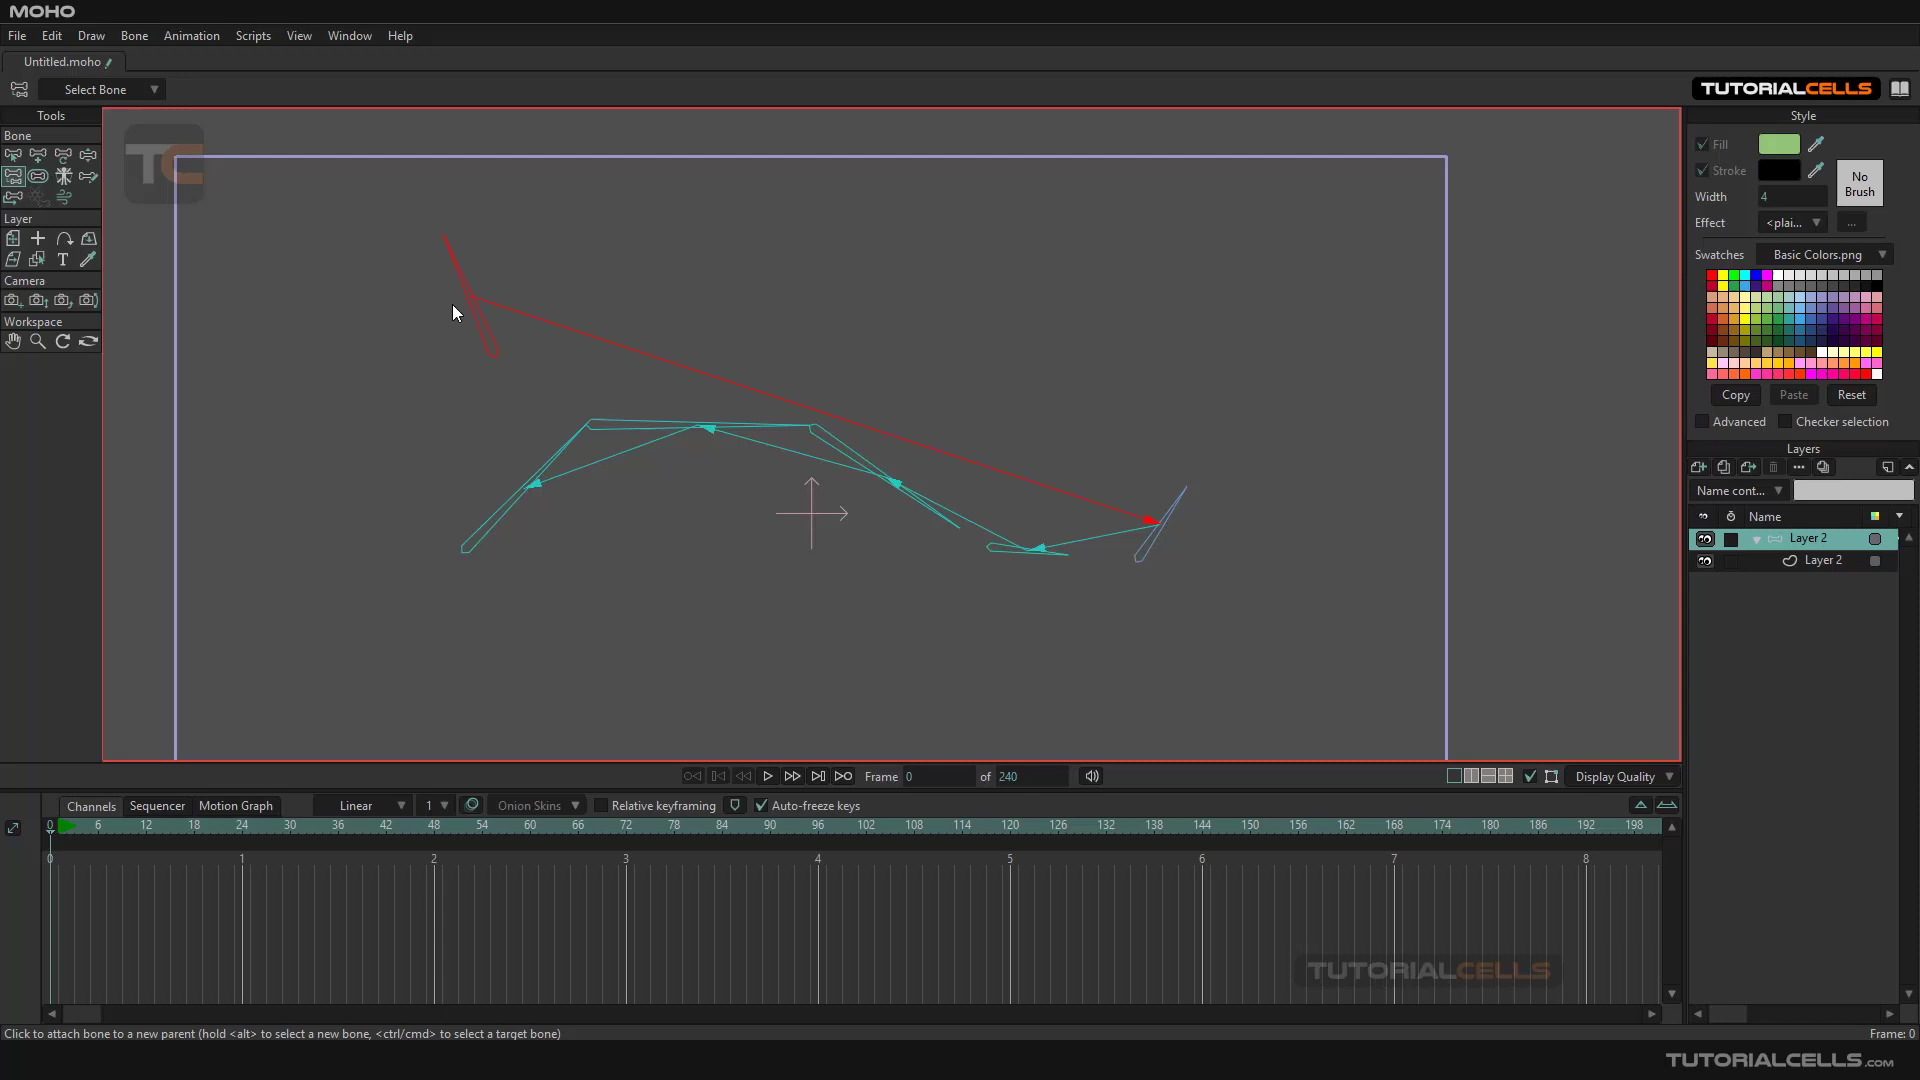 MOHO
File Edit Draw Bone Animation Scripts View Window Help
Untitled.moho
Select Bone
TUTORIALCELLS
Tools
Bone
Layer
Camera
Workspace
TC
Style
Fill
Stroke
No Brush
Width 4
Effect <plai... ...
Swatches Basic Colors.png
Copy Paste Reset
Advanced Checker selection
Layers
Name cont...
Name
Layer 2
Layer 2
Frame 0 of 240 Display Quality
Channels Sequencer Motion Graph Linear 1 Onion Skins Relative keyframing Auto-freeze keys
0 6 12 18 24 30 36 42 48 54 60 66 72 78 84 90 96 102 108 114 120 126 132 138 144 150 156 162 168 174 180 186 192 198
0 1 2 3 4 5 6 7 8
TUTORIALCELLS
Click to attach bone to a new parent (hold <alt> to select a new bone, <ctrl/cmd> to select a target bone) Frame: 0
TUTORIALCELLS.COM